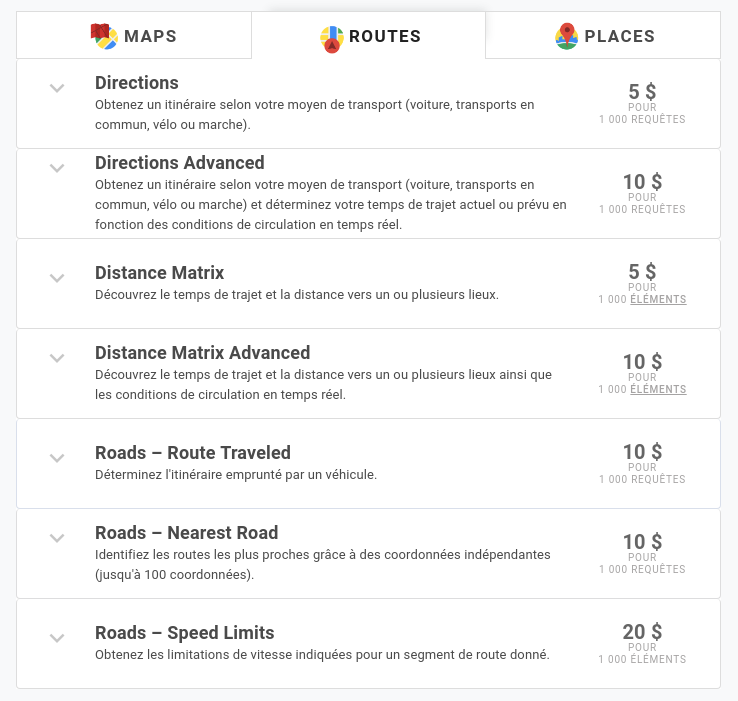 MAPS
ROUTES
PLACES
Directions
Obtenez un itinéraire selon votre moyen de transport (voiture, transports en
commun, vélo ou marche).
5 $
POUR
1 000 REQUÊTES
Directions Advanced
Obtenez un itinéraire selon votre moyen de transport (voiture, transports en
commun, vélo ou marche) et déterminez votre temps de trajet actuel ou prévu en
fonction des conditions de circulation en temps réel.
10 $
POUR
1 000 REQUÊTES
Distance Matrix
Découvrez le temps de trajet et la distance vers un ou plusieurs lieux.
5 $
POUR
1 000 ÉLÉMENTS
Distance Matrix Advanced
Découvrez le temps de trajet et la distance vers un ou plusieurs lieux ainsi que
les conditions de circulation en temps réel.
10 $
POUR
1 000 ÉLÉMENTS
Roads – Route Traveled
Déterminez l'itinéraire emprunté par un véhicule.
10 $
POUR
1 000 REQUÊTES
Roads – Nearest Road
Identifiez les routes les plus proches grâce à des coordonnées indépendantes
(jusqu'à 100 coordonnées).
10 $
POUR
1 000 REQUÊTES
Roads – Speed Limits
Obtenez les limitations de vitesse indiquées pour un segment de route donné.
20 $
POUR
1 000 ÉLÉMENTS